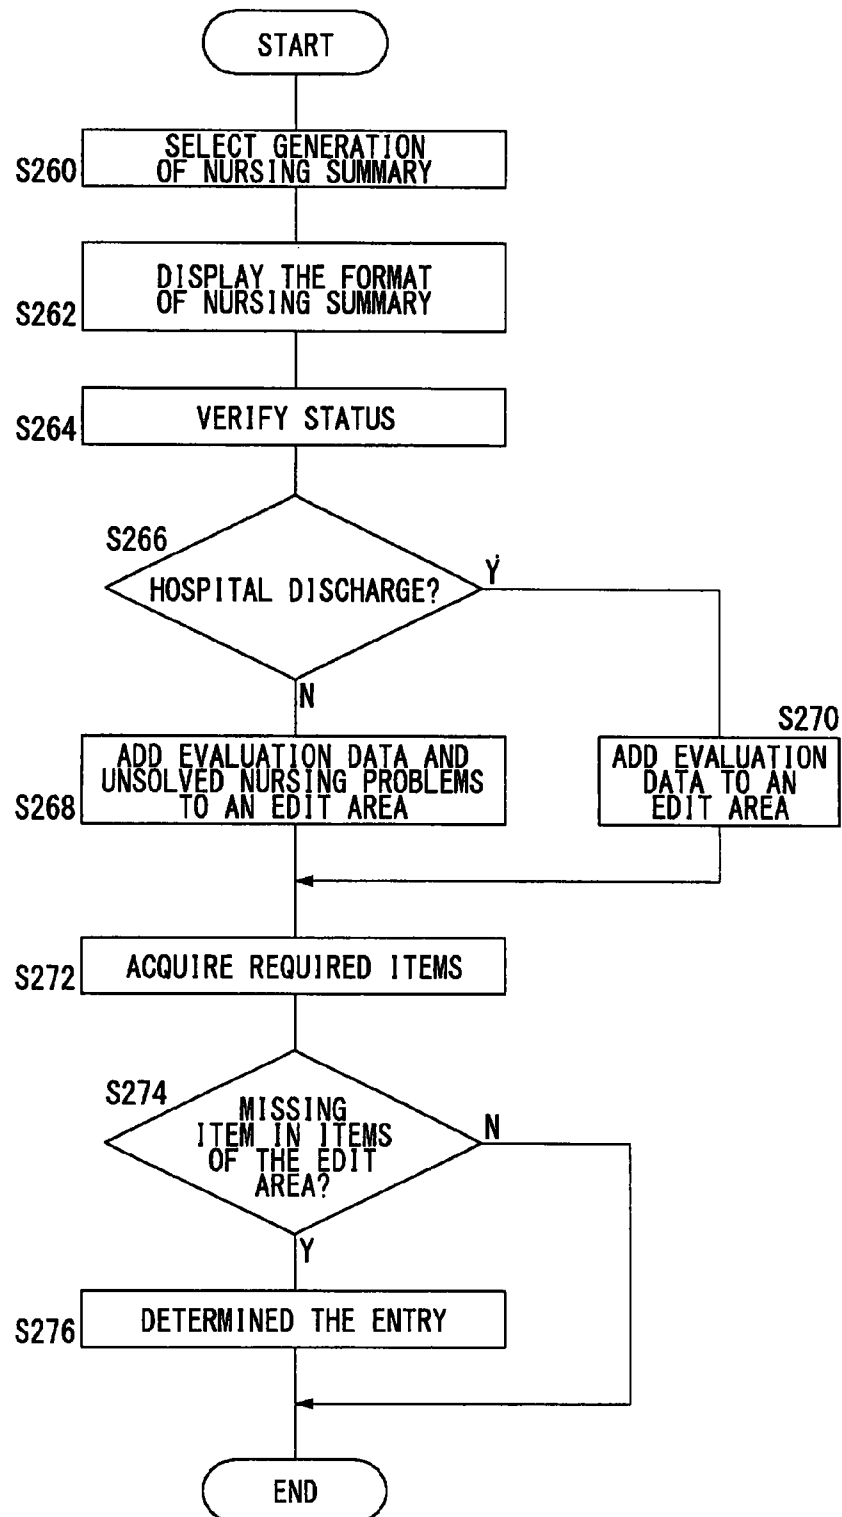 START
SELECT GENERATION
OF NURSING SUMMARY
S260
DISPLAY THE FORMAT
OF NURSING SUMMARY
S262
VERIFY STATUS
S264
S266
HOSPITAL DISCHARGE?
Y
N
S270
ADD EVALUATION DATA AND
UNSOLVED NURSING PROBLEMS
TO AN EDIT AREA
S268
ADD EVALUATION
DATA TO AN
EDIT AREA
ACQUIRE REQUIRED ITEMS
S272
S274
MISSING
ITEM IN ITEMS
OF THE EDIT
AREA?
N
Y
DETERMINED THE ENTRY
S276
END